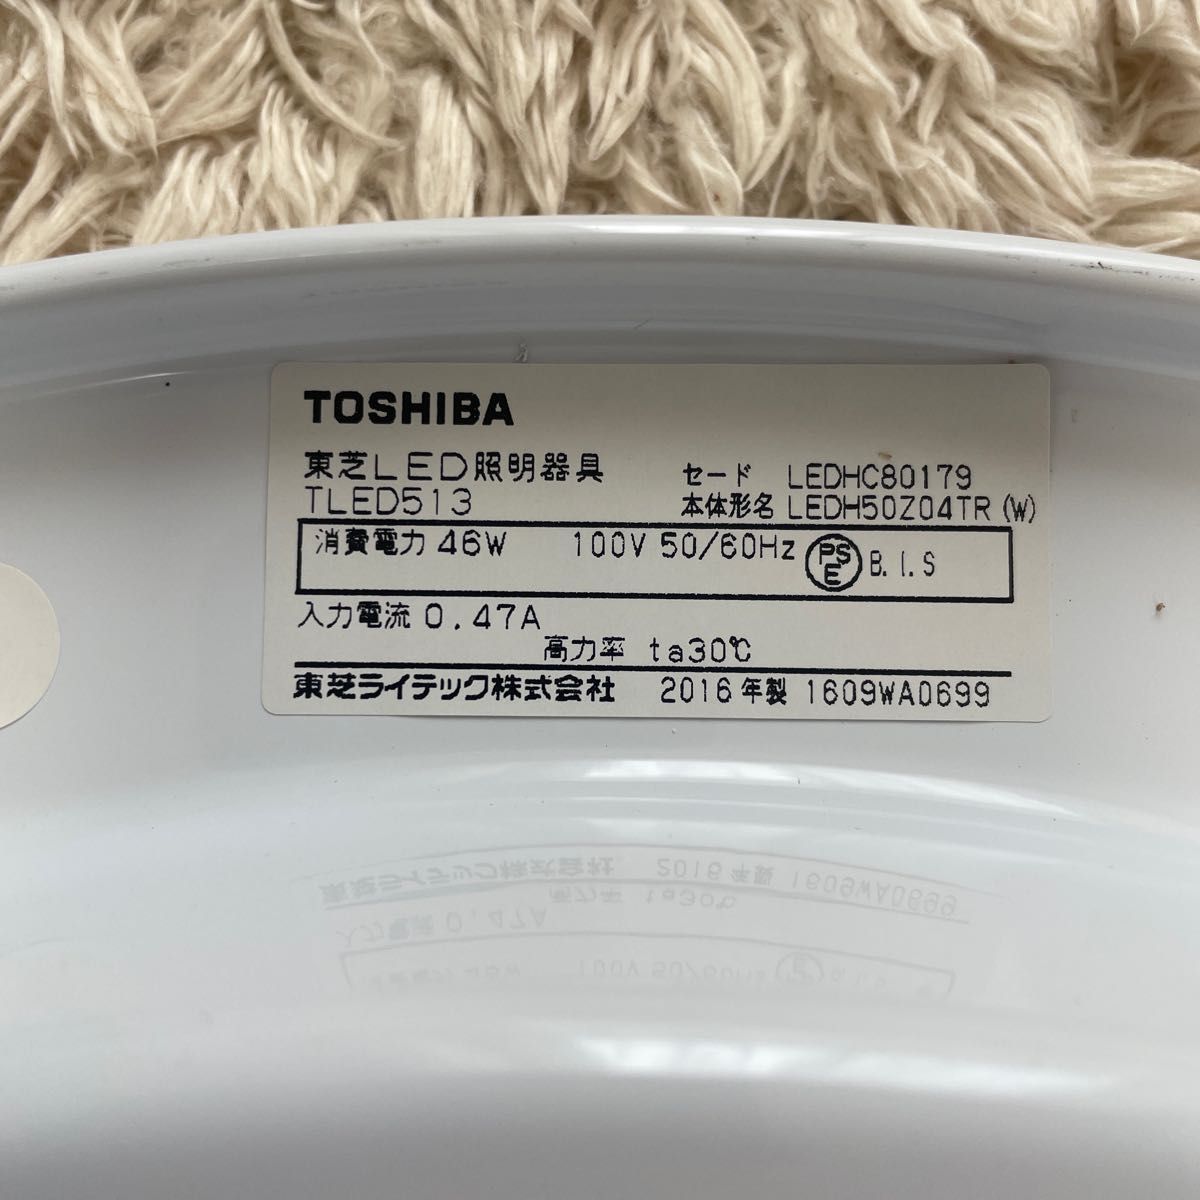 TOSHIBA
東芝LED照明器具 セード LEDHC80179
TLED513 本体形名 LEDH50Z04TR(W)
消費電力 46W 100V 50/60Hz PSE B.I.S
入力電流 0.47A
高力率 ta30℃
東芝ライテック株式会社 2016年製 1609WA0699